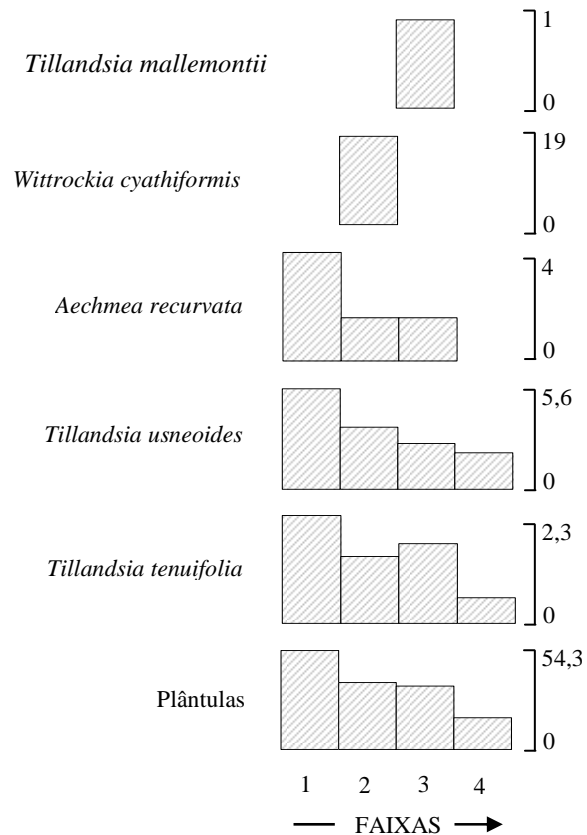 1
Tillandsia mallemontii
0
19
Wittrockia cyathiformis
0
4
Aechmea recurvata
0
5,6
Tillandsia usneoides
0
2,3
Tillandsia tenuifolia
0
54,3
Plântulas
0
1 2 3 4
FAIXAS